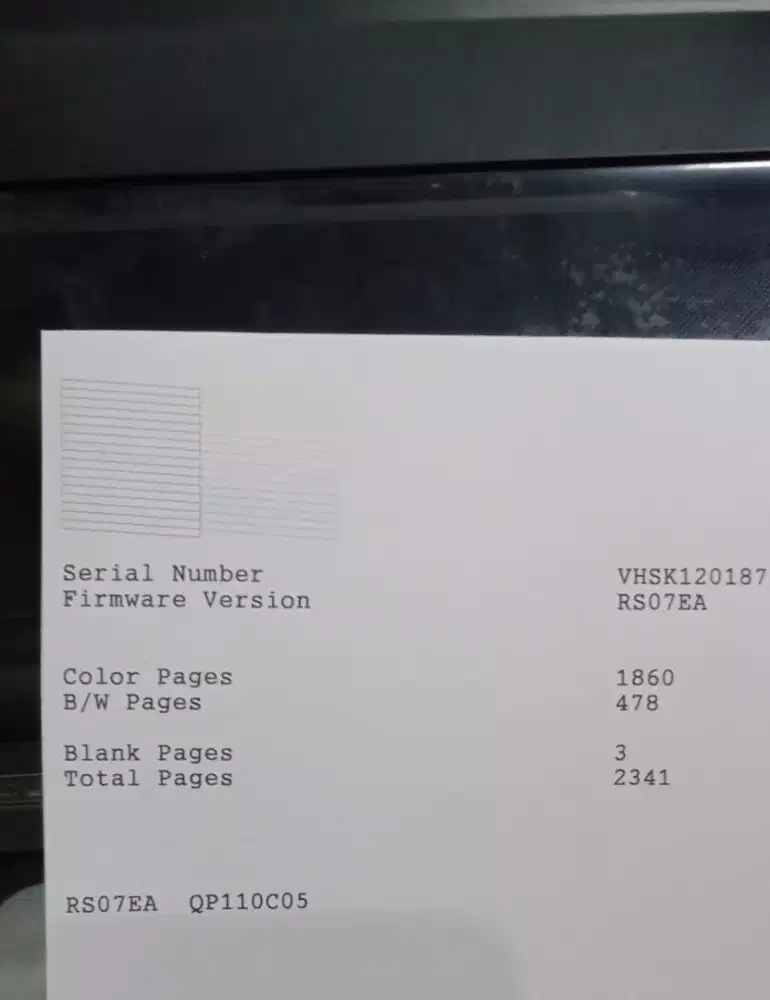 Serial Number VHSK120187
Firmware Version RS07EA
Color Pages 1860
B/W Pages 478
Blank Pages 3
Total Pages 2341
RS07EA QP110C05